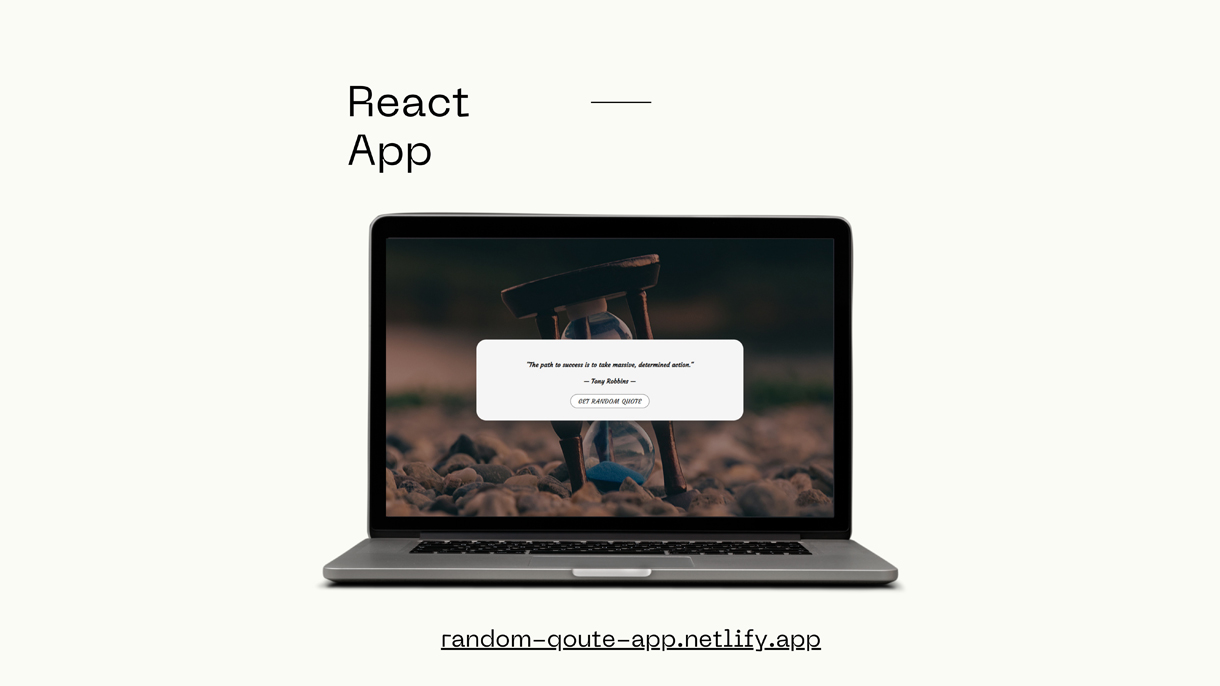 React
App
"The path to success is to take massive, determined action."
— Tony Robbins —
GET RANDOM QUOTE
random-qoute-app.netlify.app